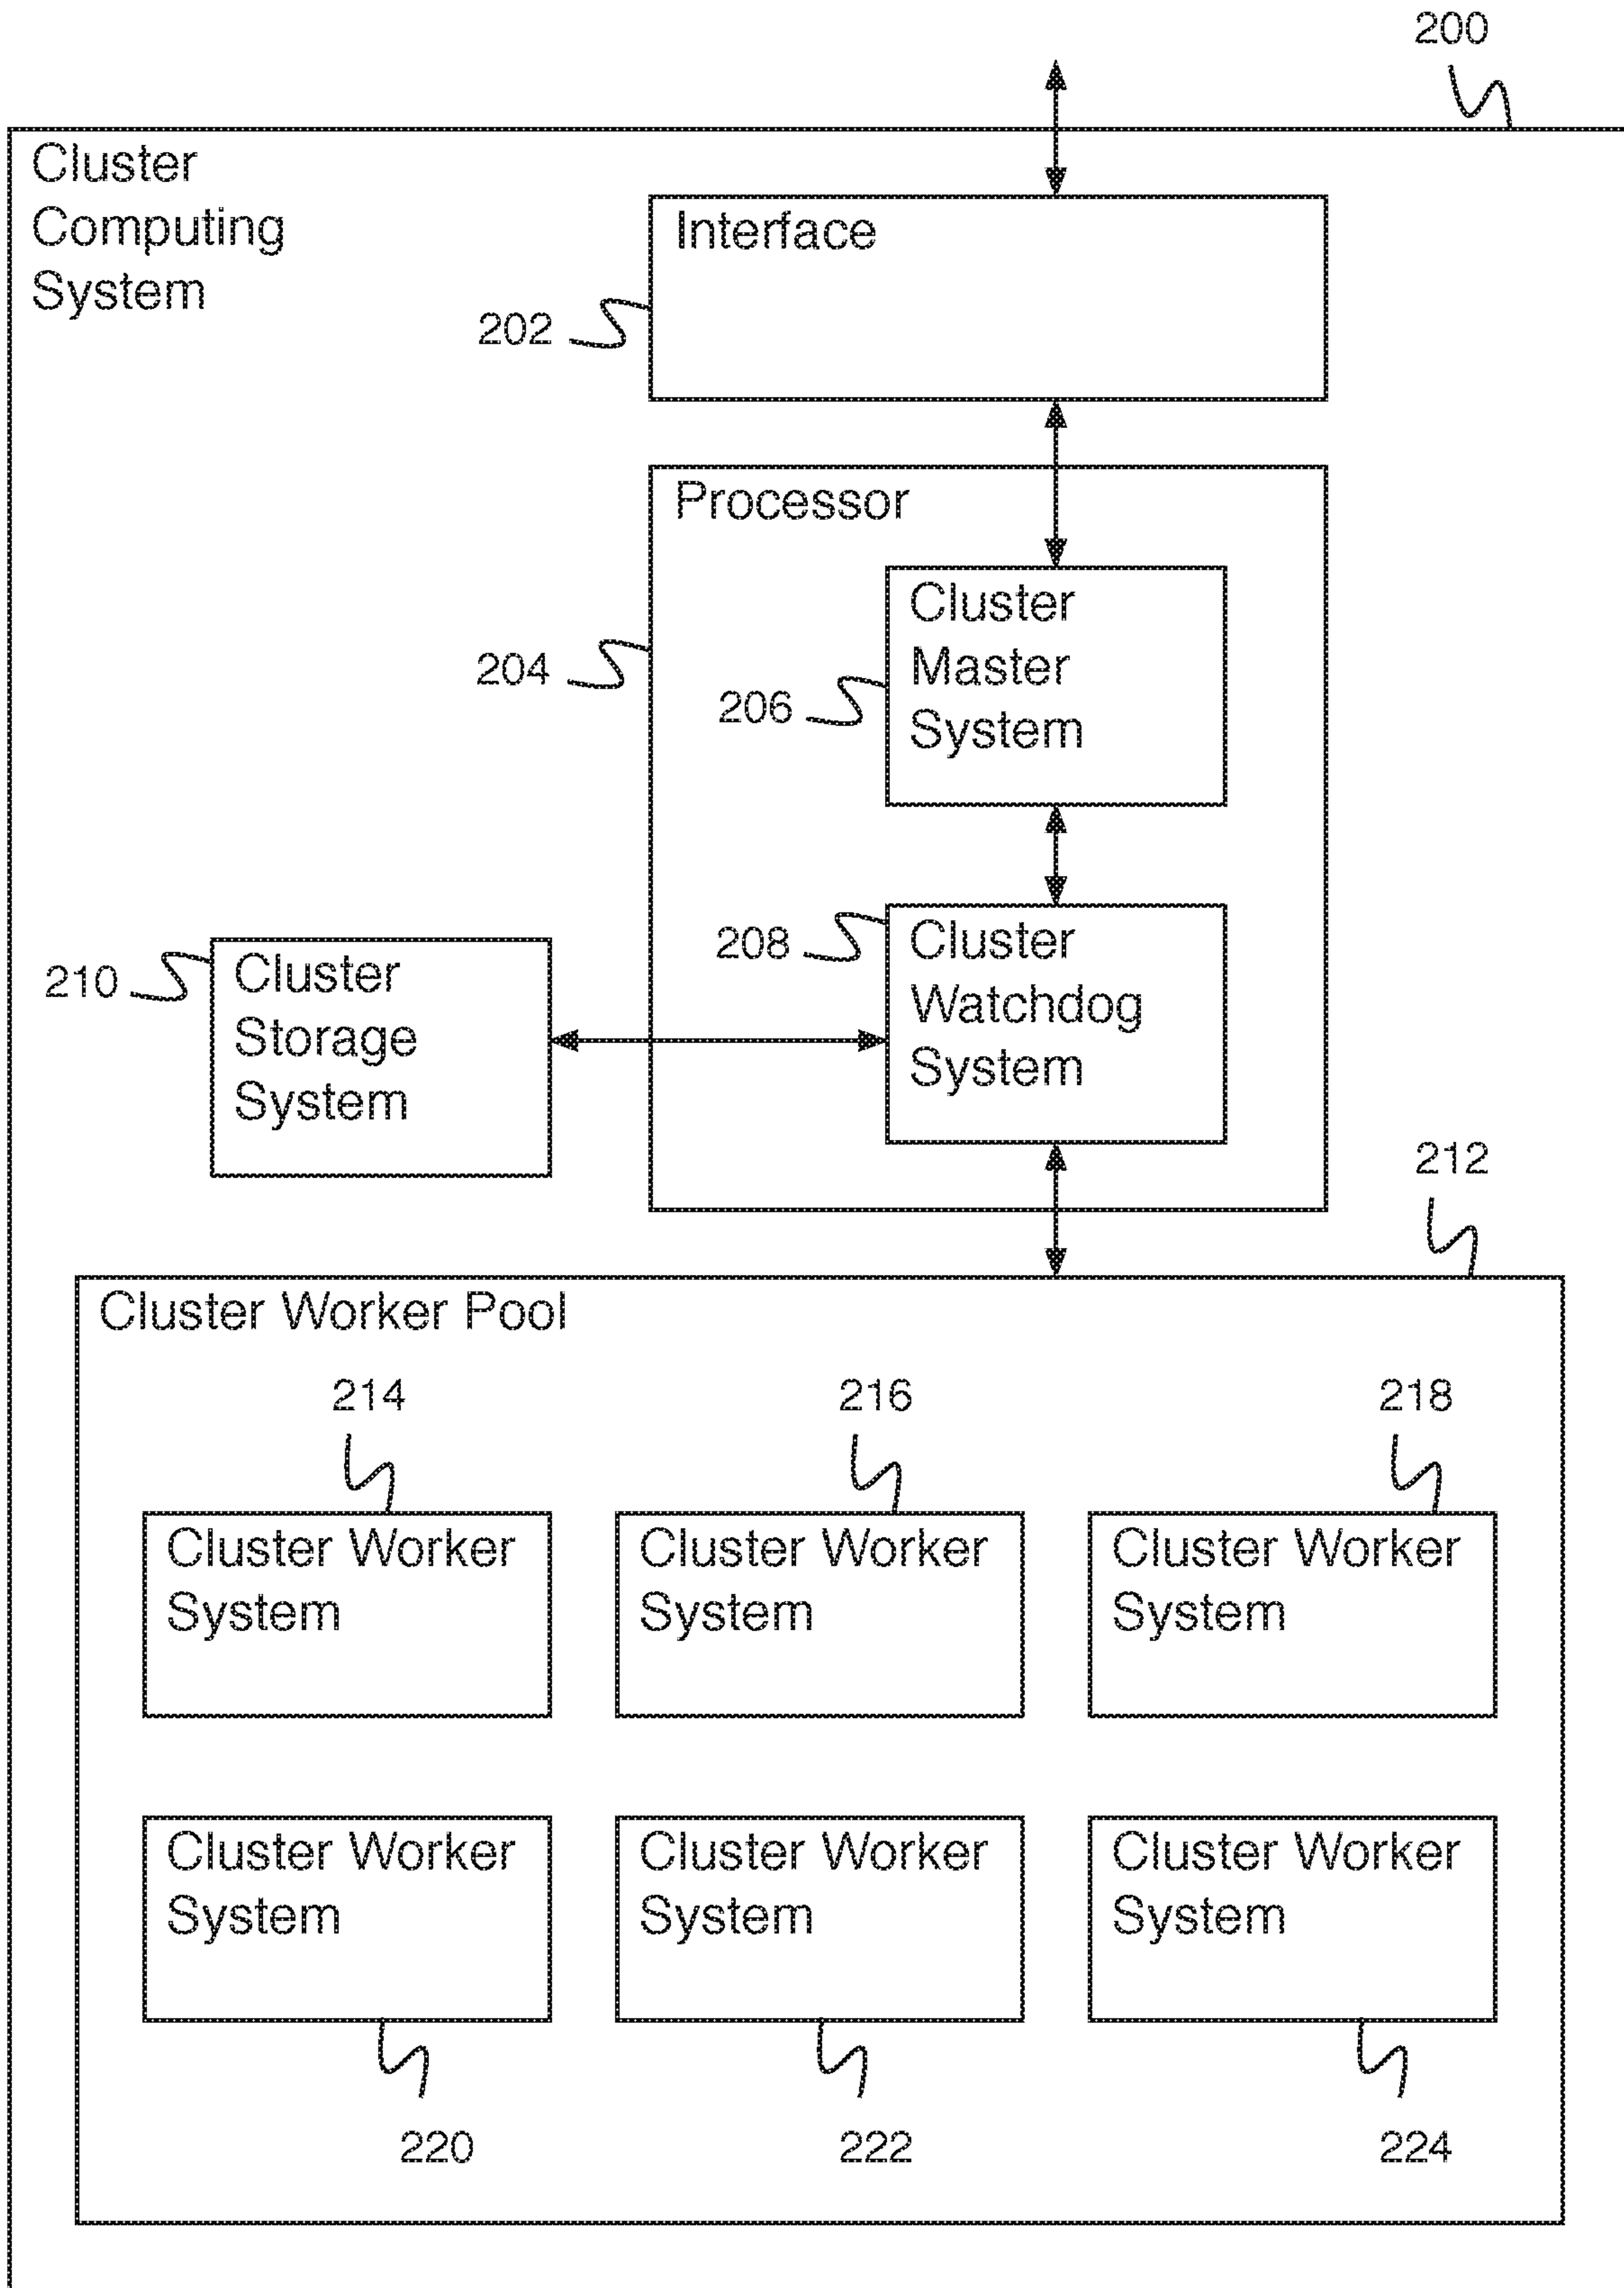 200
Cluster
Computing
System
Interface
202
Processor
204
Cluster
Master
System
206
208
Cluster
Watchdog
System
210
Cluster
Storage
System
212
Cluster Worker Pool
214
216
218
Cluster Worker
System
Cluster Worker
System
Cluster Worker
System
Cluster Worker
System
Cluster Worker
System
Cluster Worker
System
220
222
224